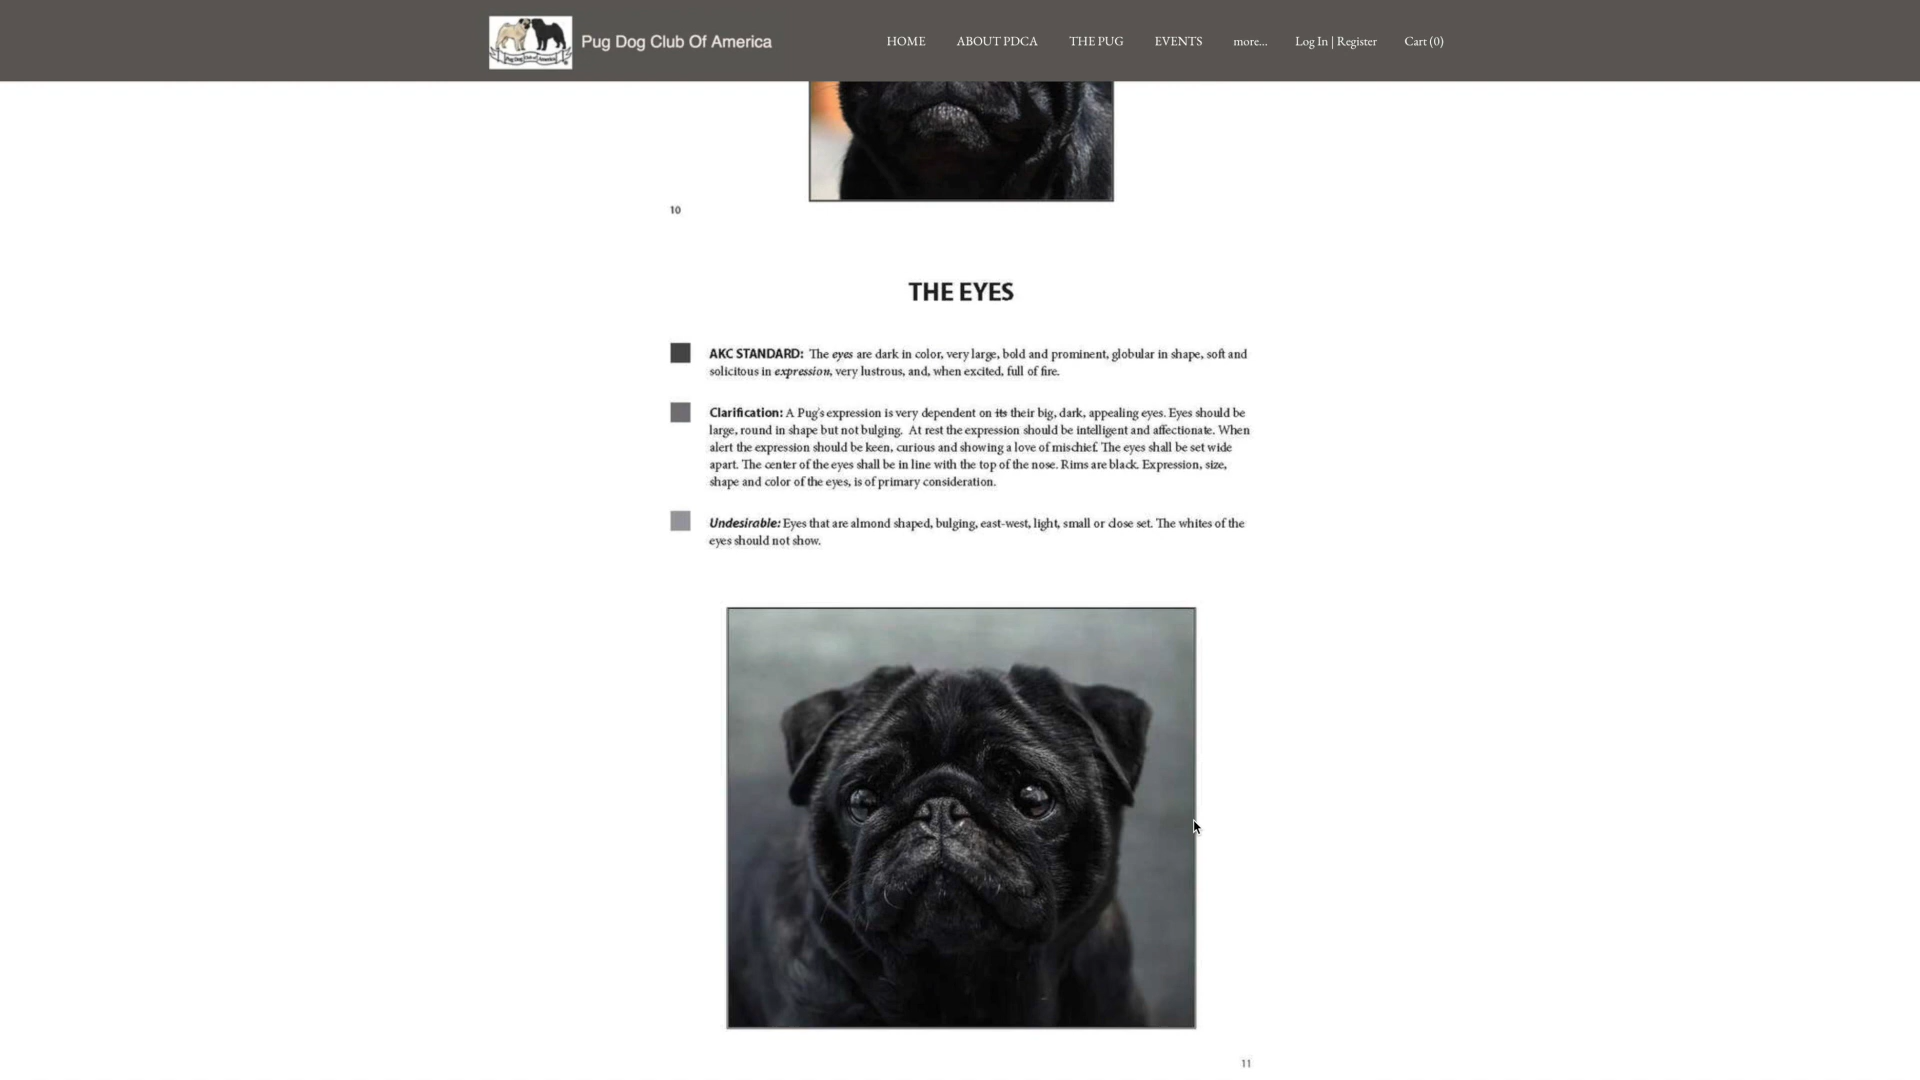 Pug Dog Club Of America
HOME
ABOUT PDCA
THE PUG
EVENTS
more...
Log In | Register
Cart (0)
10
THE EYES
AKC STANDARD: The eyes are dark in color, very large, bold and prominent, globular in shape, soft and
solicitous in expression, very lustrous, and, when excited, full of fire.
Clarification: A Pug's expression is very dependent on its their big, dark, appealing eyes. Eyes should be
large, round in shape but not bulging. At rest the expression should be intelligent and affectionate. When
alert the expression should be keen, curious and showing a love of mischief. The eyes shall be set wide
apart. The center of the eyes shall be in line with the top of the nose. Rims are black. Expression, size,
shape and color of the eyes, is of primary consideration.
Undesirable: Eyes that are almond shaped, bulging, east-west, light, small or close set. The whites of the
eyes should not show.
11